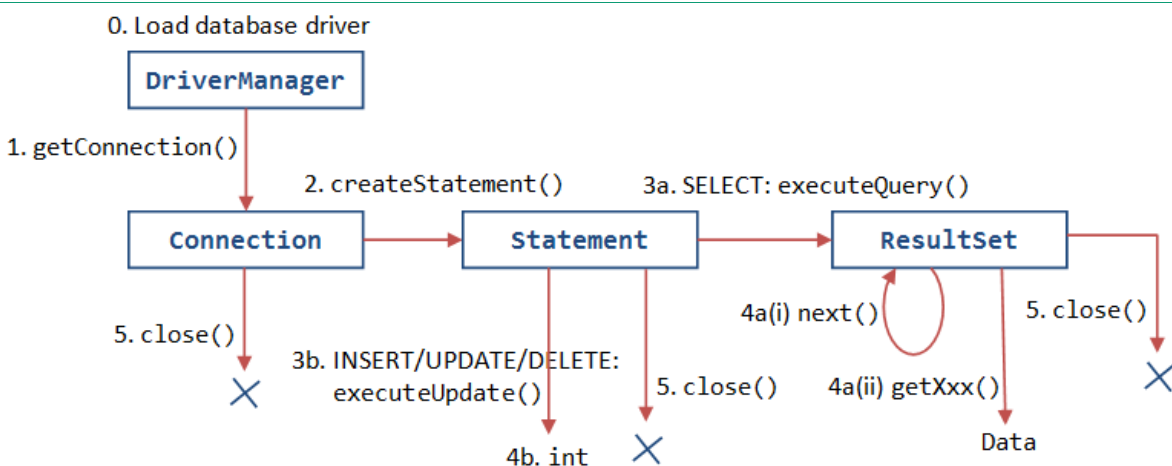 0. Load database driver
DriverManager
1. getConnection()
2. createStatement()
3a. SELECT: executeQuery()
Connection
Statement
ResultSet
5. close()
3b. INSERT/UPDATE/DELETE:
executeUpdate()
4b. int
5. close()
4a(i) next()
4a(ii) getXxx()
Data
5. close()